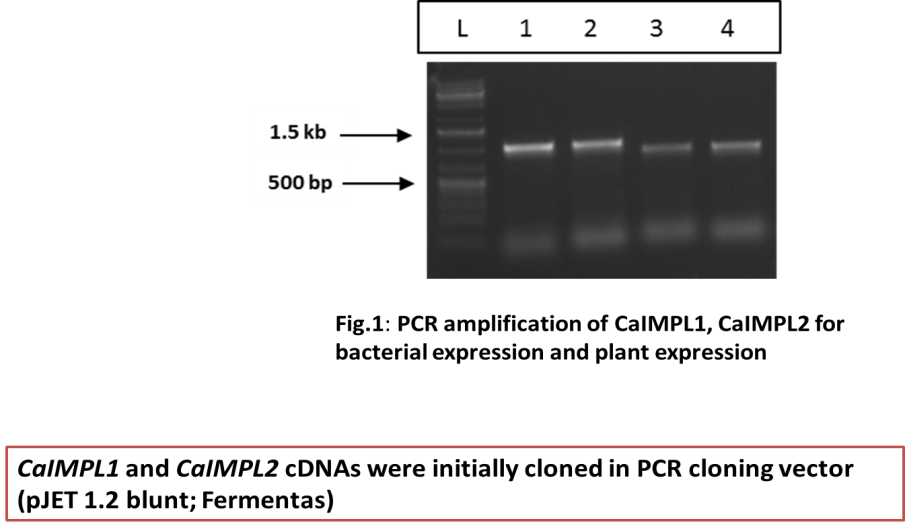 L 1 2 3 4
1.5 kb
500 bp
Fig.1: PCR amplification of CaIMPL1, CaIMPL2 for
bacterial expression and plant expression
CaIMPL1 and CaIMPL2 cDNAs were initially cloned in PCR cloning vector
(pJET 1.2 blunt; Fermentas)